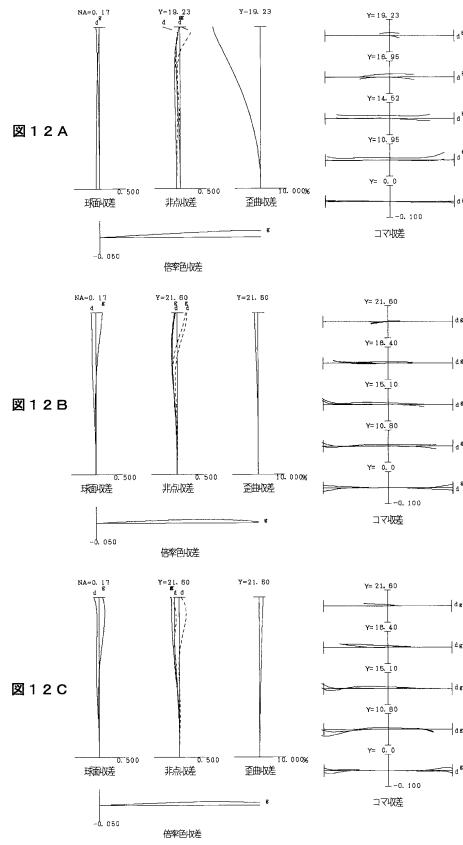 図１２A
NA=0.17
d g
0.500
球面収差
Y=19.23
d g
0.500
非点収差
Y=19.23
10.000%
歪曲収差
-0.050
g
倍率色収差
Y=19.23
d g
Y=16.95
d g
Y=14.52
d g
Y=10.95
d g
Y= 0.0
d g
-0.100
コマ収差
図１２B
NA=0.17
d g
0.500
球面収差
Y=21.60
g g
d d
0.500
非点収差
Y=21.60
10.000%
歪曲収差
-0.050
g
倍率色収差
Y=21.60
d g
Y=18.40
d g
Y=15.10
d g
Y=10.80
d g
Y= 0.0
d g
-0.100
コマ収差
図１２C
NA=0.17
d g
0.500
球面収差
Y=21.60
g g
d d
0.500
非点収差
Y=21.60
10.000%
歪曲収差
-0.050
g
倍率色収差
Y=21.60
d g
Y=18.40
d g
Y=15.10
d g
Y=10.80
d g
Y= 0.0
d g
-0.100
コマ収差